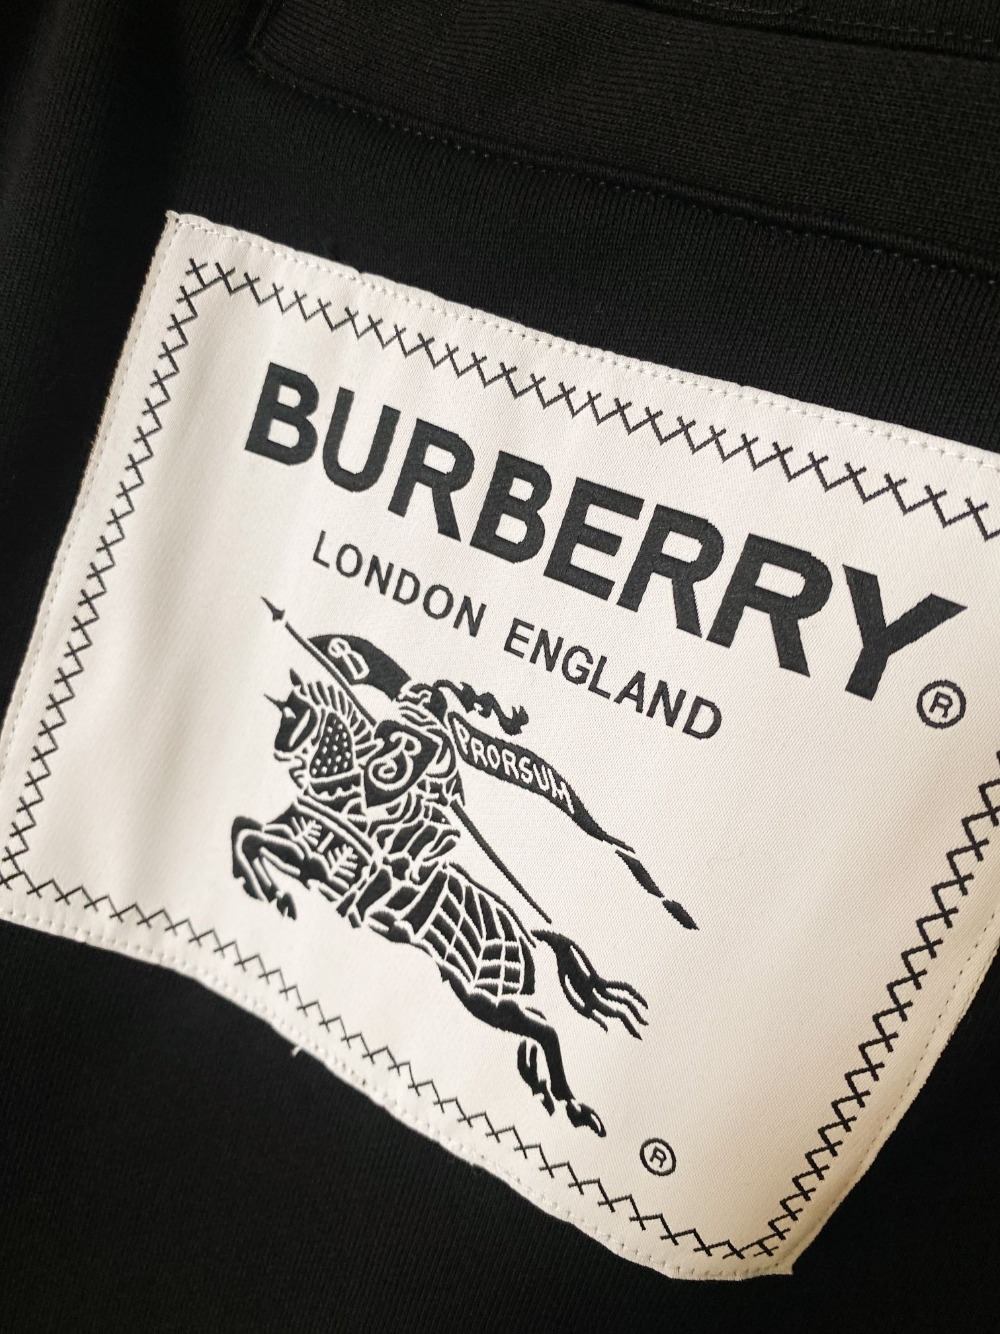 BURBERRY®
LONDON ENGLAND
B
B
PRORSUM
®